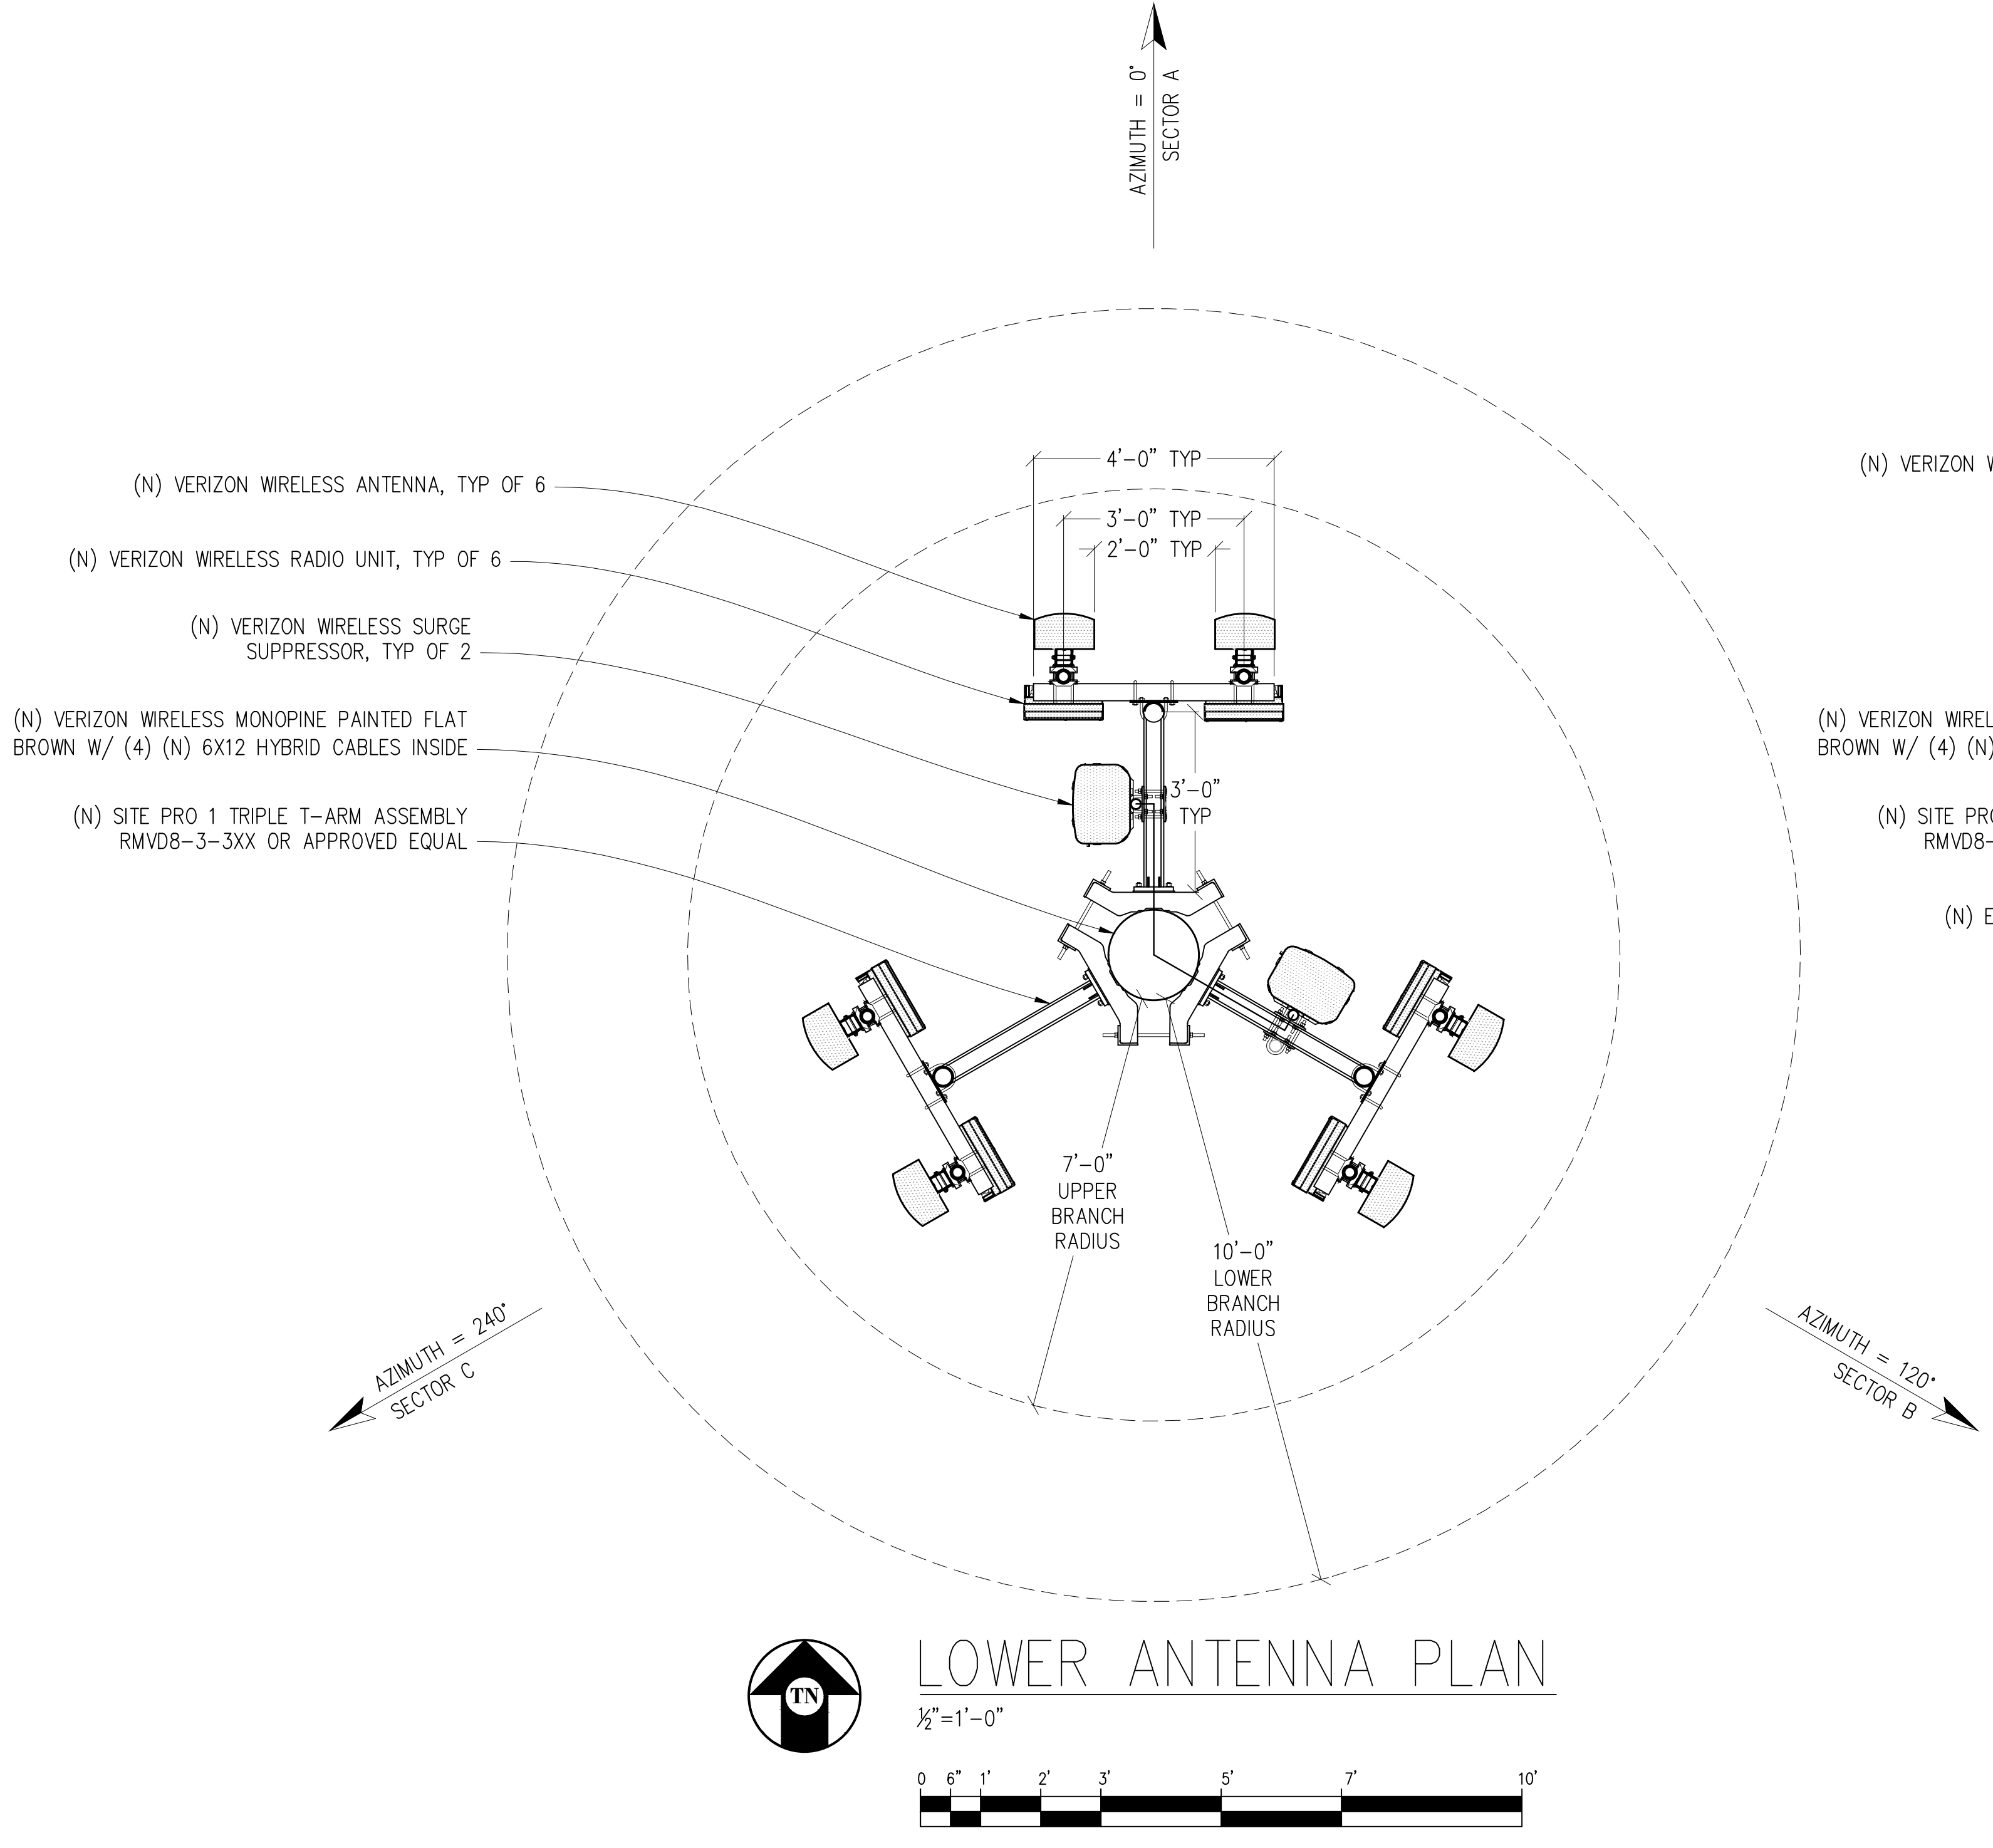 AZIMUTH = 0°
SECTOR A
(N) VERIZON WIRELESS ANTENNA, TYP OF 6
(N) VERIZON WIRELESS RADIO UNIT, TYP OF 6
(N) VERIZON WIRELESS SURGE
SUPPRESSOR, TYP OF 2
(N) VERIZON WIRELESS MONOPINE PAINTED FLAT
BROWN W/ (4) (N) 6X12 HYBRID CABLES INSIDE
(N) SITE PRO 1 TRIPLE T-ARM ASSEMBLY
RMVD8-3-3XX OR APPROVED EQUAL
4'-0" TYP
3'-0" TYP
2'-0" TYP
3'-0"
TYP
(N) VERIZON
(N)
BROWN W/ (4) (N)
(N) SITE
RMVD8-
(N)
7'-0"
UPPER
BRANCH
RADIUS
10'-0"
LOWER
BRANCH
RADIUS
AZIMUTH = 240°
SECTOR C
AZIMUTH = 120°
SECTOR B
TN
LOWER ANTENNA PLAN
½"=1'-0"
0 6" 1' 2' 3' 5' 7' 10'